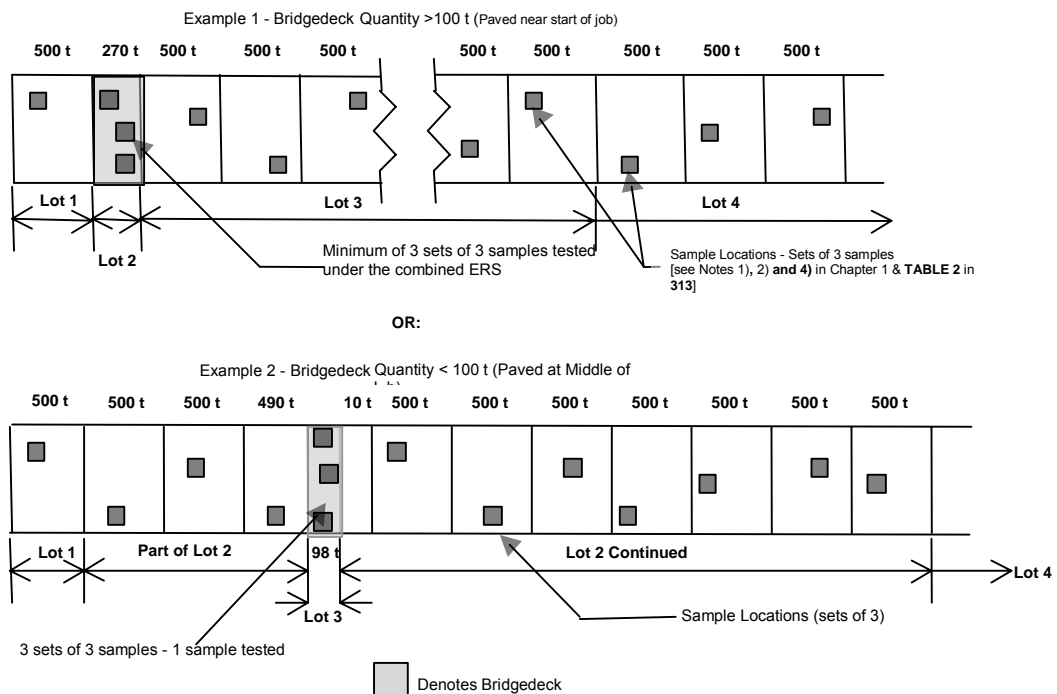 Example 1 - Bridgedeck Quantity >100 t (Paved near start of job)
500 t 270 t 500 t 500 t 500 t 500 t 500 t 500 t 500 t 500 t
Lot 1 Lot 3 Lot 4
Lot 2
Minimum of 3 sets of 3 samples tested
under the combined ERS
Sample Locations - Sets of 3 samples
[see Notes 1), 2) and 4) in Chapter 1 & TABLE 2 in
313]
OR:
Example 2 - Bridgedeck Quantity < 100 t (Paved at Middle of
500 t 500 t 500 t 490 t 10 t 500 t 500 t 500 t 500 t 500 t 500 t 500 t
Lot 1 Part of Lot 2 98 t Lot 2 Continued
Lot 4
Lot 3
Sample Locations (sets of 3)
3 sets of 3 samples - 1 sample tested
Denotes Bridgedeck